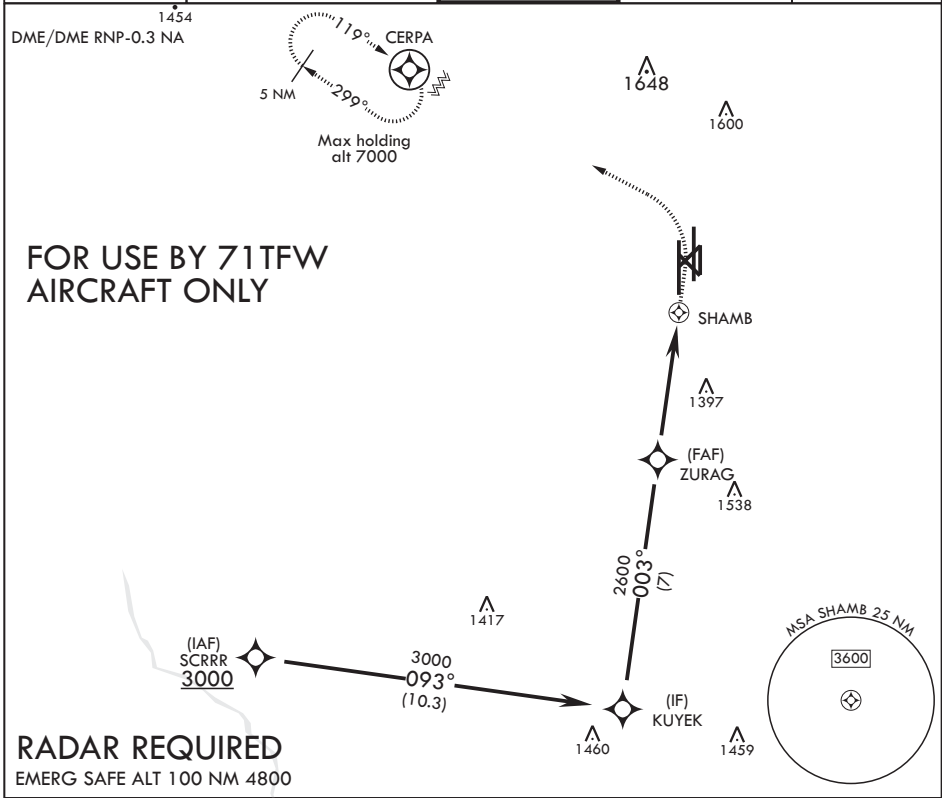 1454
DME/DME RNP-0.3 NA
119°
CERPA
5 NM
299°
Max holding
alt 7000
1648
1600
FOR USE BY 71TFW
AIRCRAFT ONLY
SHAMB
1397
(FAF)
ZURAG
1538
2600
003°
(7)
1417
(IAF)
SCRRR
3000
3000
093°
(10.3)
(IF)
KUYEK
1460
1459
MSA SHAMB 25 NM
3600
RADAR REQUIRED
EMERG SAFE ALT 100 NM 4800